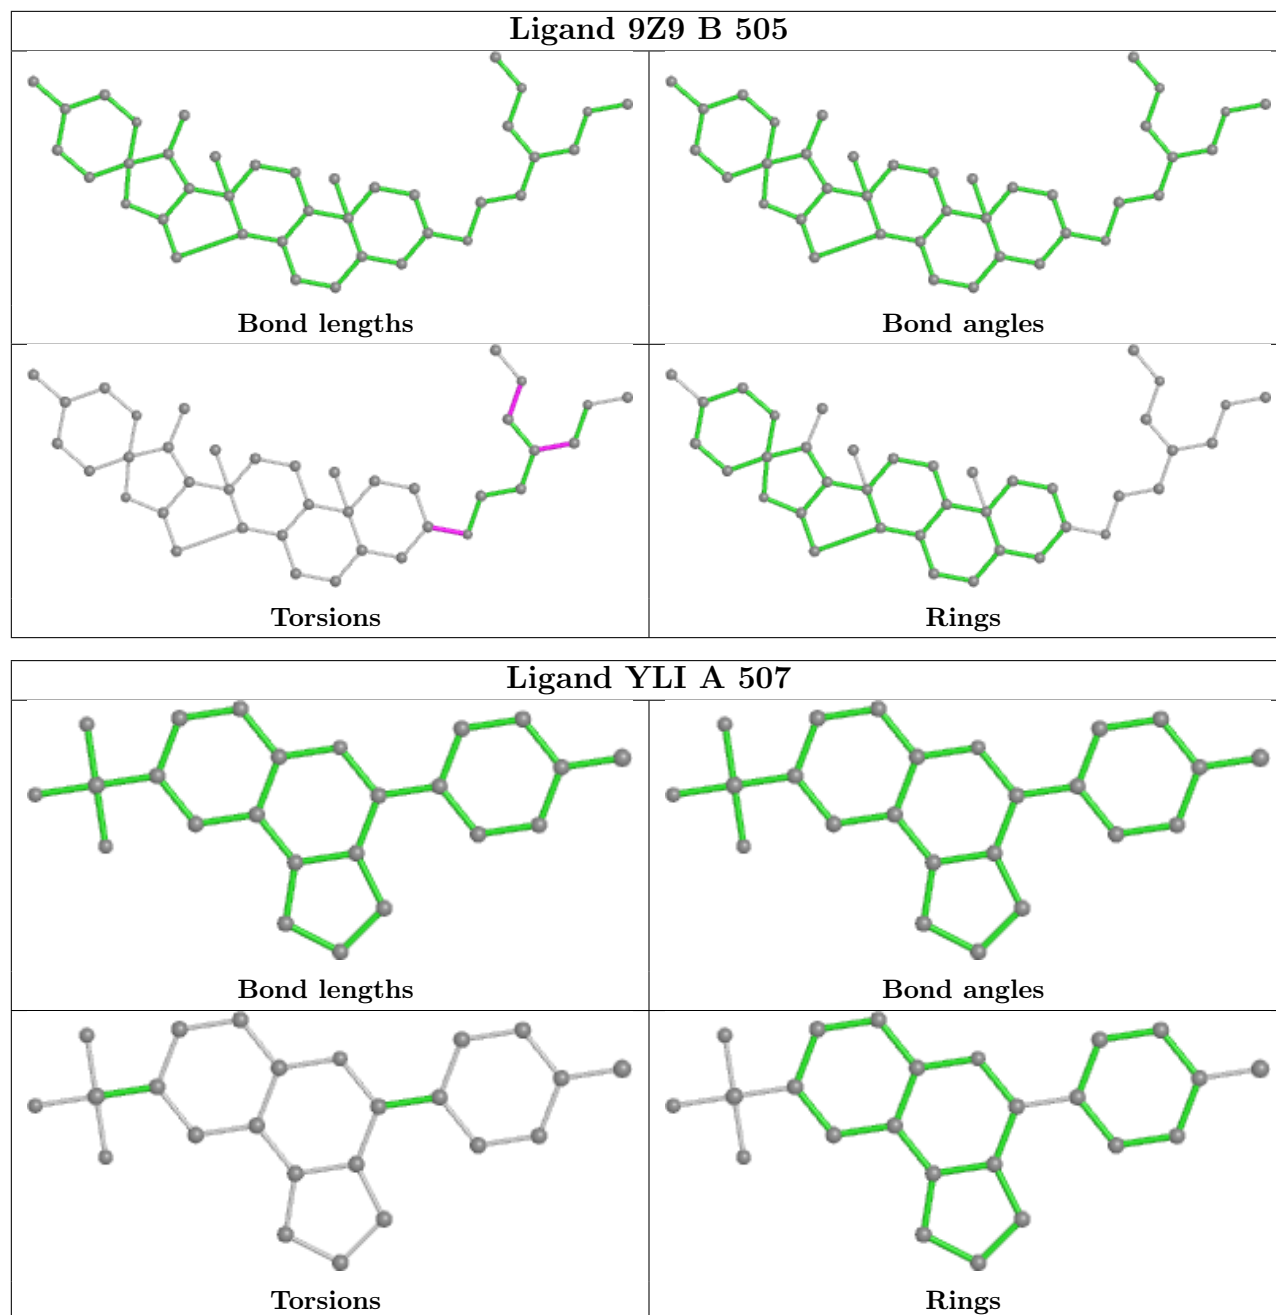 Ligand 9Z9 B 505
Bond lengths
Bond angles
Torsions
Rings
Ligand YLI A 507
Bond lengths
Bond angles
Torsions
Rings